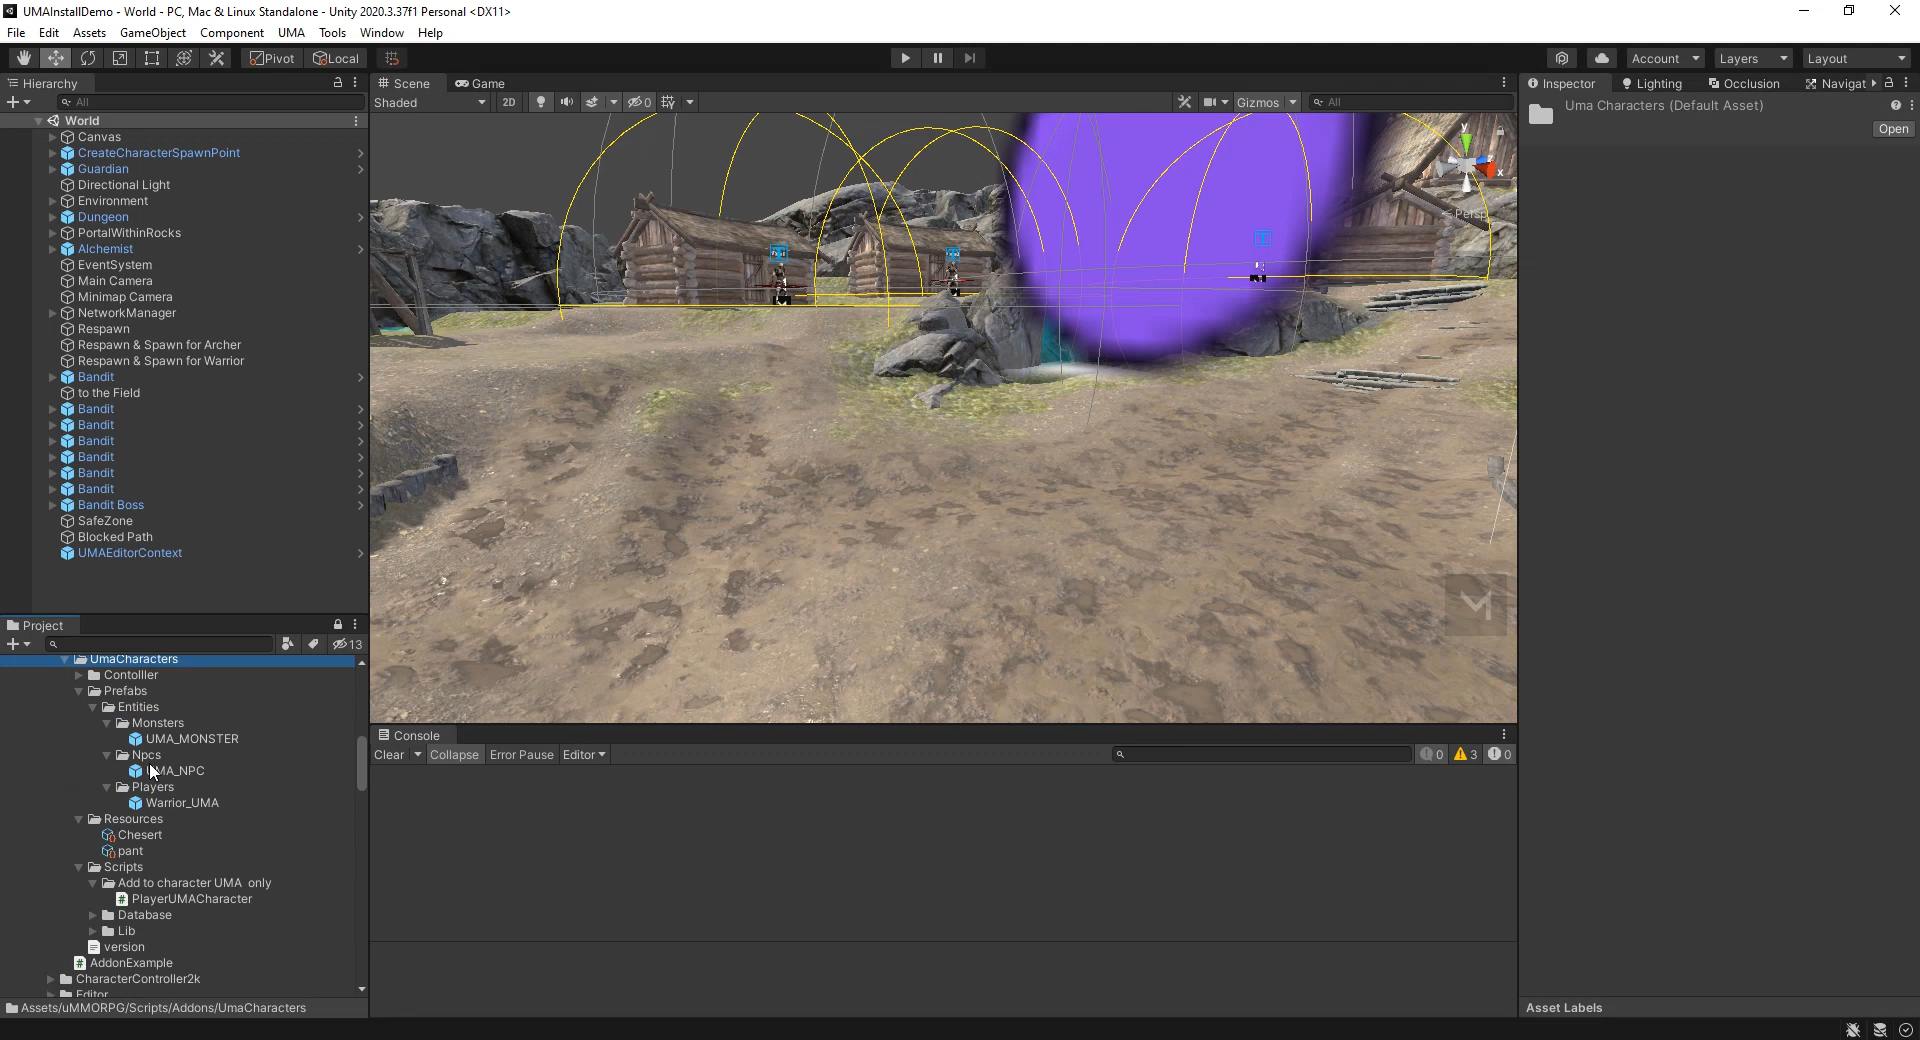 UMAInstallDemo - World - PC, Mac & Linux Standalone - Unity 2020.3.37f1 Personal <DX11>
File Edit Assets GameObject Component UMA Tools Window Help
Pivot Local Account Layers Layout
Hierarchy
All
World
Canvas
CreateCharacterSpawnPoint
Guardian
Directional Light
Environment
Dungeon
PortalWithinRocks
Alchemist
EventSystem
Main Camera
Minimap Camera
NetworkManager
Respawn
Respawn & Spawn for Archer
Respawn & Spawn for Warrior
Bandit
to the Field
Bandit
Bandit
Bandit
Bandit
Bandit
Bandit
Bandit Boss
SafeZone
Blocked Path
UMAEditorContext
Scene Game
Shaded 2D 0 Gizmos All
y
x
Persp
Inspector Lighting Occlusion Navigat
Uma Characters (Default Asset)
Open
Project
13
UmaCharacters
Contolller
Prefabs
Entities
Monsters
UMA_MONSTER
Npcs
UMA_NPC
Players
Warrior_UMA
Resources
Chesert
pant
Scripts
Add to character UMA only
PlayerUMACharacter
Database
Lib
version
AddonExample
CharacterController2k
Editor
Assets/uMMORPG/Scripts/Addons/UmaCharacters
Console
Clear Collapse Error Pause Editor 0 3 0
Asset Labels